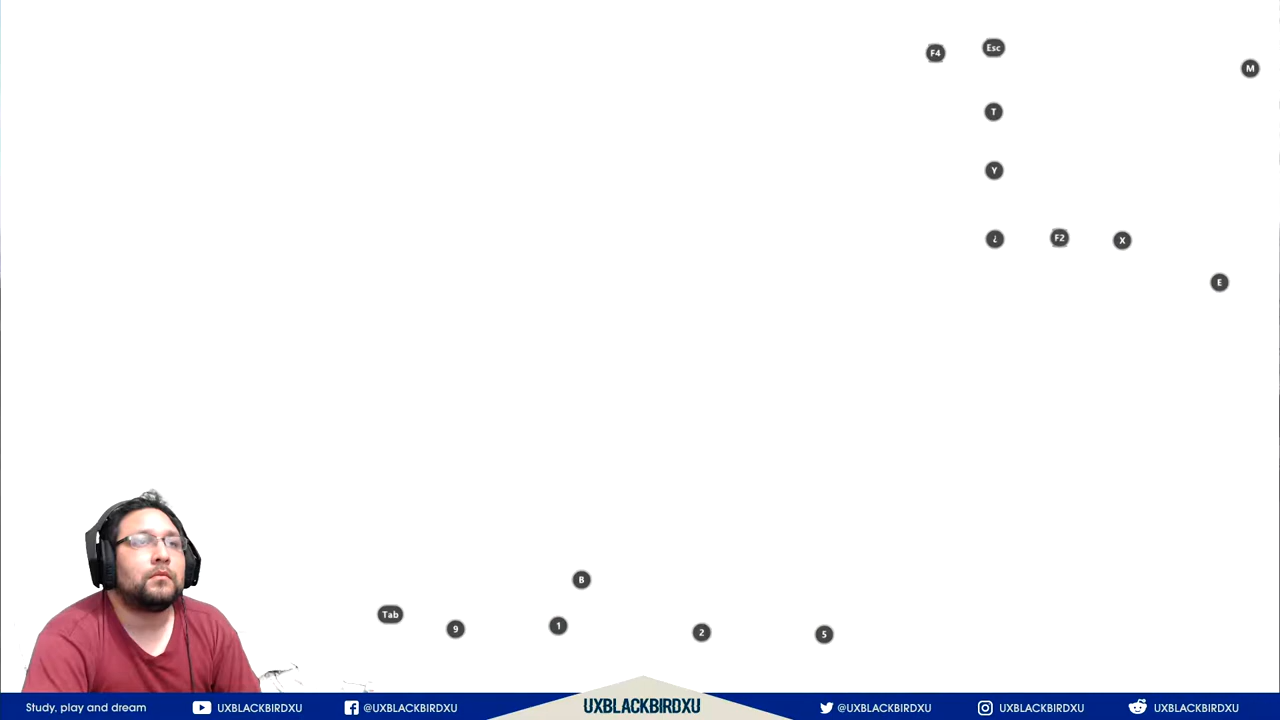 F4
Esc
M
T
Y
¿
F2
X
E
B
Tab
9
1
2
5
Study, play and dream
UXBLACKBIRDXU
@UXBLACKBIRDXU
UXBLACKBIRDXU
@UXBLACKBIRDXU
UXBLACKBIRDXU
UXBLACKBIRDXU